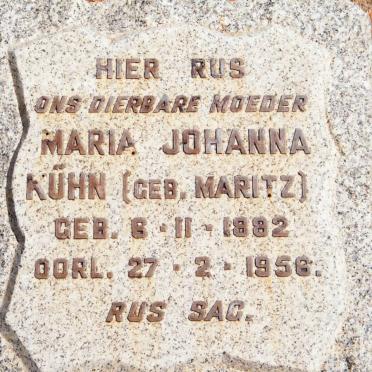 HIER RUS
ONS DIERBARE MOEDER
MARIA JOHANNA
KÜHN (GEB. MARITZ)
GEB. 6 · 11 · 1892
OORL. 27 · 2 · 1956.
RUS SAG.